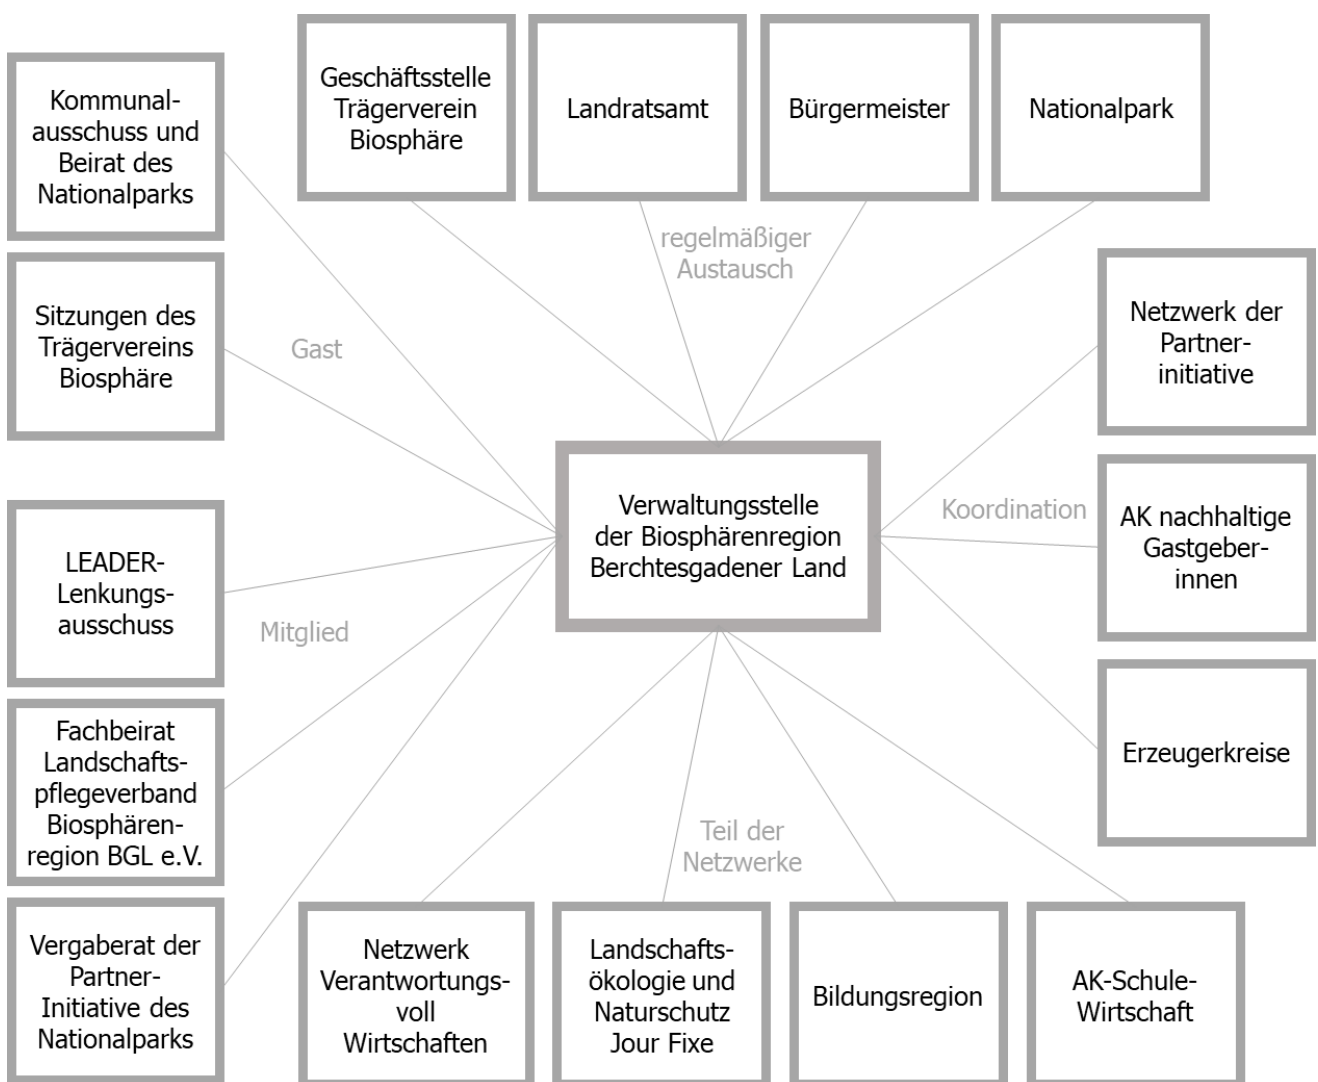 Geschäftsstelle
Trägerverein
Biosphäre
Landratsamt
Bürgermeister
Nationalpark
Kommunal-
ausschuss und
Beirat des
Nationalparks
regelmäßiger
Austausch
Sitzungen des
Trägervereins
Biosphäre
Gast
Netzwerk der
Partner-
initiative
Verwaltungsstelle
der Biosphärenregion
Berchtesgadener Land
Koordination
AK nachhaltige
Gastgeber-
innen
LEADER-
Lenkungs-
ausschuss
Mitglied
Erzeugerkreise
Fachbeirat
Landschafts-
pflegeverband
Biosphären-
region BGL e.V.
Teil der
Netzwerke
Vergaberat der
Partner-
Initiative des
Nationalparks
Netzwerk
Verantwortungs-
voll
Wirtschaften
Landschafts-
ökologie und
Naturschutz
Jour Fixe
Bildungsregion
AK-Schule-
Wirtschaft